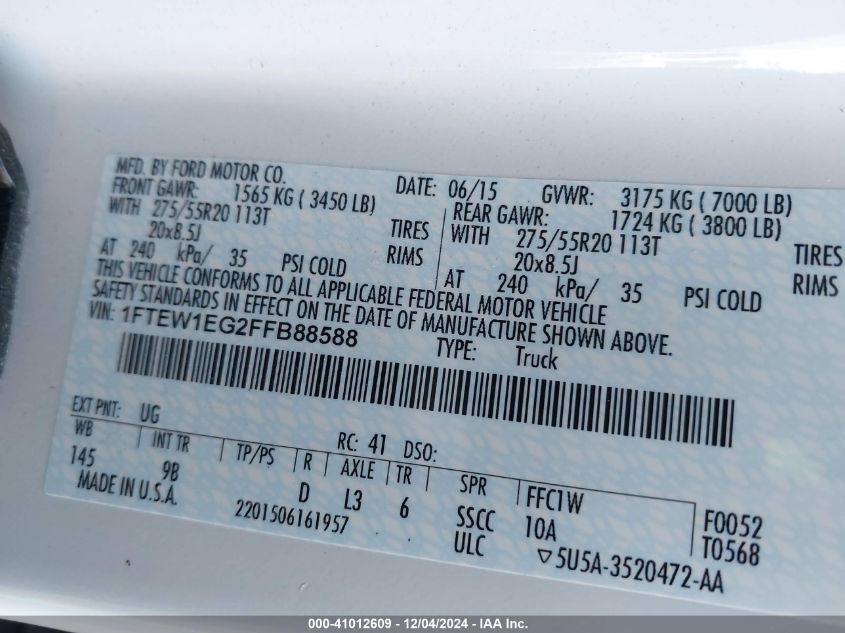 MFD. BY FORD MOTOR CO.
DATE: 06/15 GVWR: 3175 KG ( 7000 LB)
FRONT GAWR: 1565 KG ( 3450 LB) REAR GAWR: 1724 KG ( 3800 LB)
WITH 275/55R20 113T TIRES WITH 275/55R20 113T TIRES
20x8.5J RIMS 20x8.5J RIMS
AT 240 kPa/ 35 PSI COLD AT 240 kPa/ 35 PSI COLD
THIS VEHICLE CONFORMS TO ALL APPLICABLE FEDERAL MOTOR VEHICLE
SAFETY STANDARDS IN EFFECT ON THE DATE OF MANUFACTURE SHOWN ABOVE.
VIN: 1FTEW1EG2FFB88588 TYPE: Truck
EXT PNT: UG RC: 41 DSO:
WB INT TR TP/PS R AXLE TR SPR FFC1W F0052
145 9B D L3 6 SSCC 10A T0568
MADE IN U.S.A. 2201506161957 ULC ▽5U5A-3520472-AA
000-41012609 - 12/04/2024 - IAA Inc.